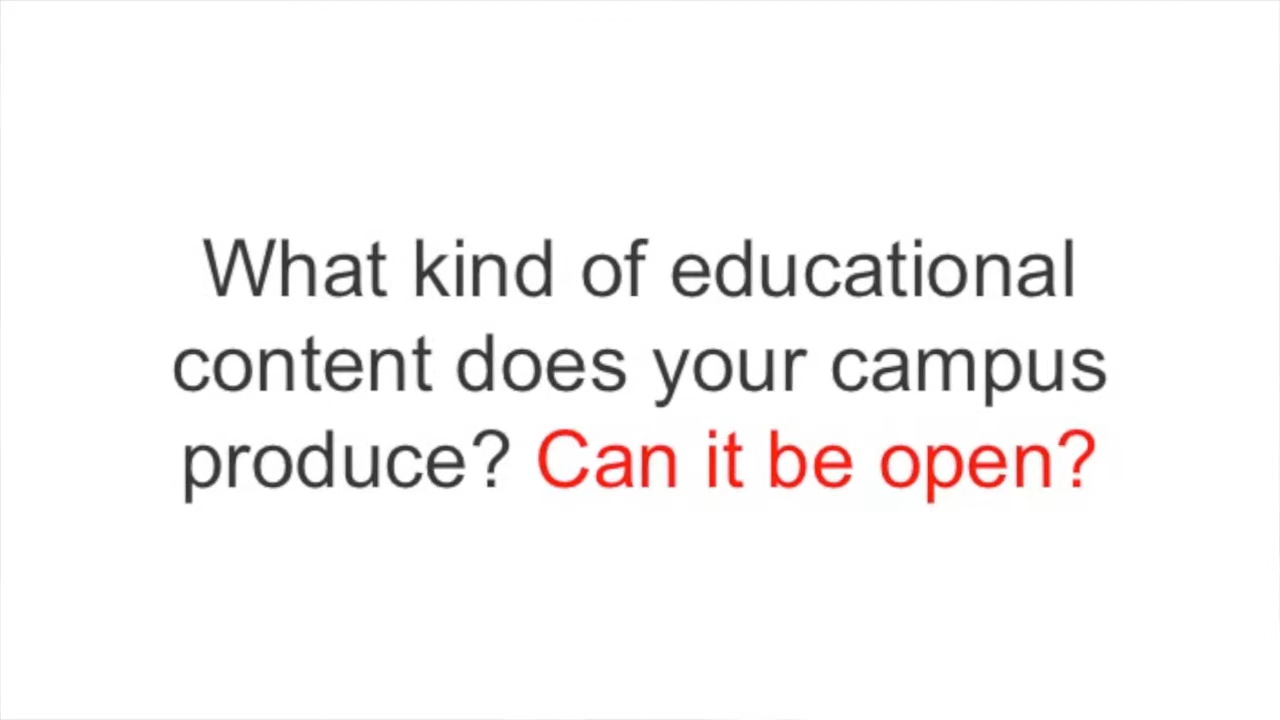 What kind of educational
content does your campus
produce? Can it be open?